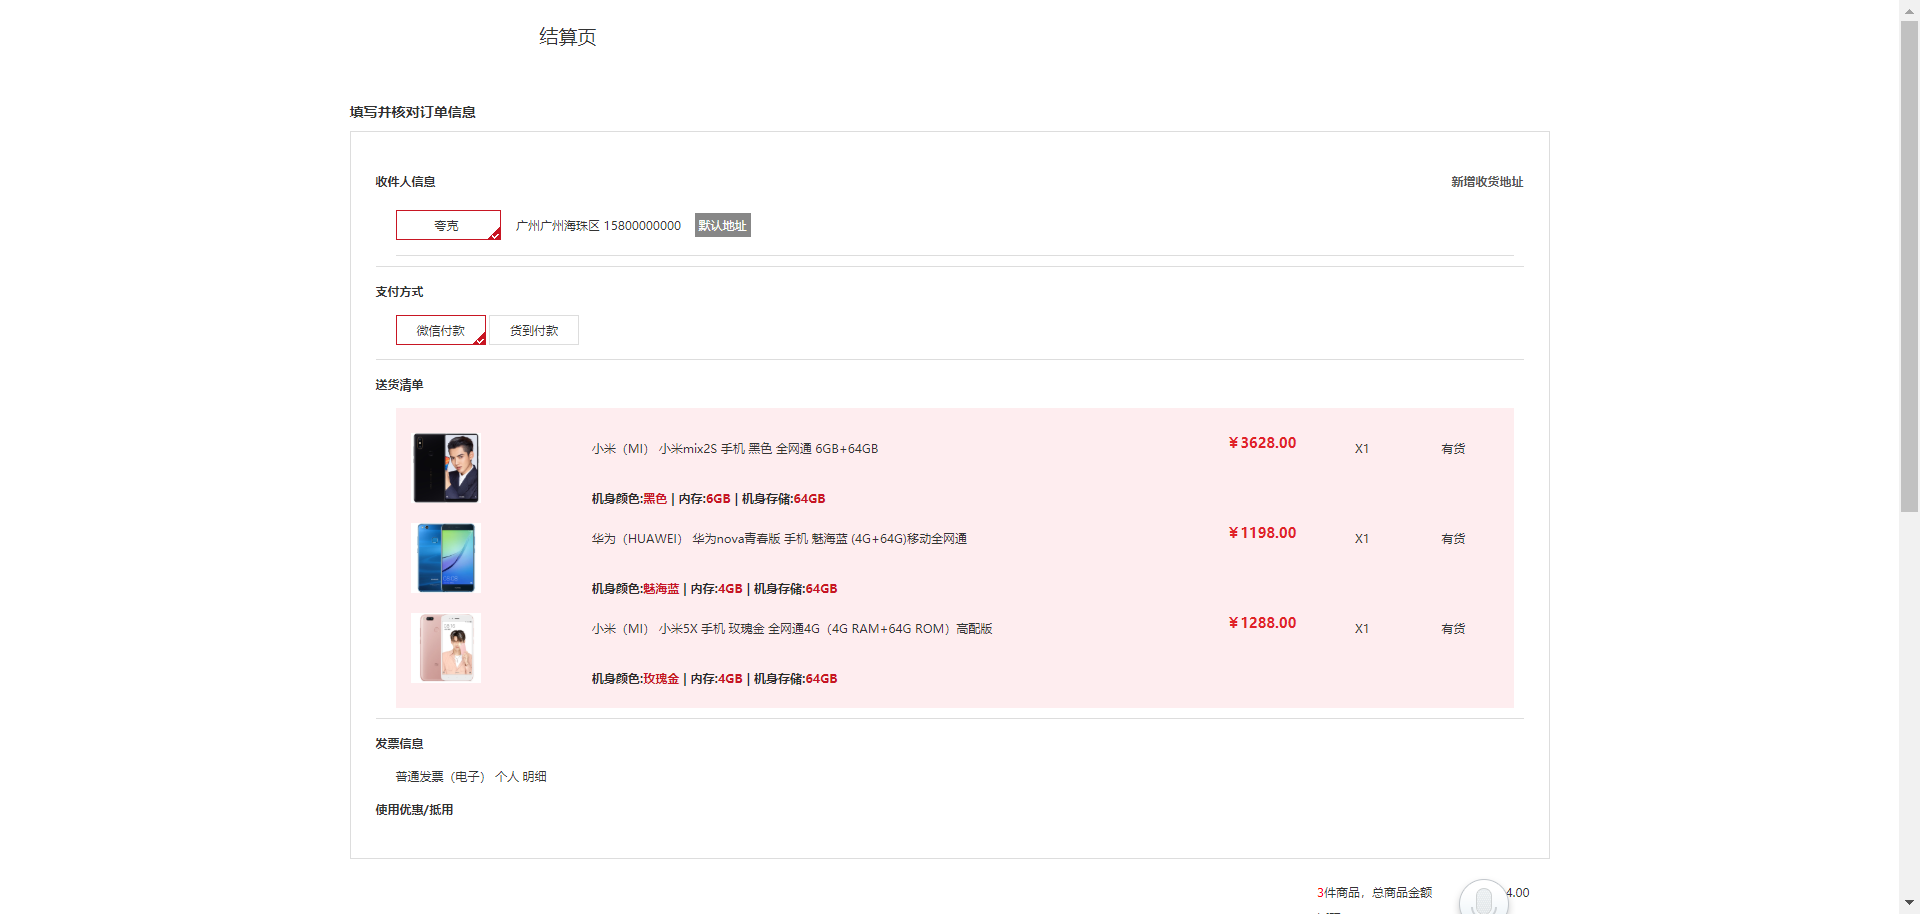 结算页
填写并核对订单信息
收件人信息 新增收货地址
夸克 广州广州海珠区 15800000000 默认地址
支付方式
微信付款 货到付款
送货清单
小米（MI） 小米mix2S 手机 黑色 全网通 6GB+64GB ￥3628.00 X1 有货
机身颜色:黑色 | 内存:6GB | 机身存储:64GB
华为（HUAWEI） 华为nova青春版 手机 魅海蓝 (4G+64G)移动全网通 ￥1198.00 X1 有货
机身颜色:魅海蓝 | 内存:4GB | 机身存储:64GB
小米（MI） 小米5X 手机 玫瑰金 全网通4G（4G RAM+64G ROM）高配版 ￥1288.00 X1 有货
机身颜色:玫瑰金 | 内存:4GB | 机身存储:64GB
发票信息
普通发票（电子） 个人 明细
使用优惠/抵用
3件商品，总商品金额 4.00